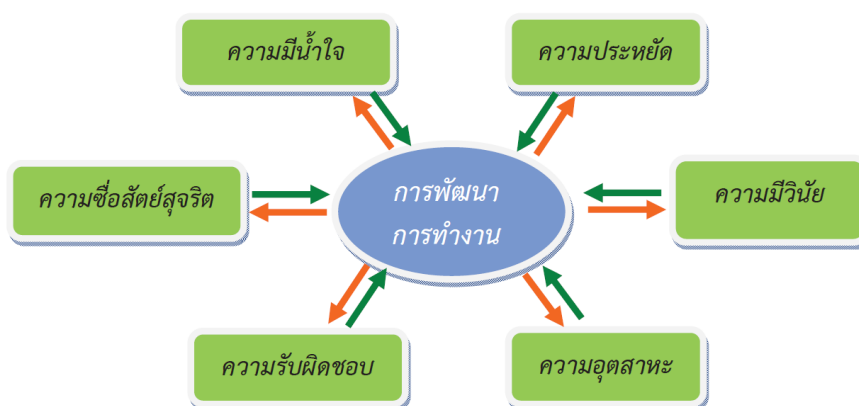 ความมีน้ำใจ
ความประหยัด
ความซื่อสัตย์สุจริต
การพัฒนา
การทำงาน
ความมีวินัย
ความรับผิดชอบ
ความอุตสาหะ